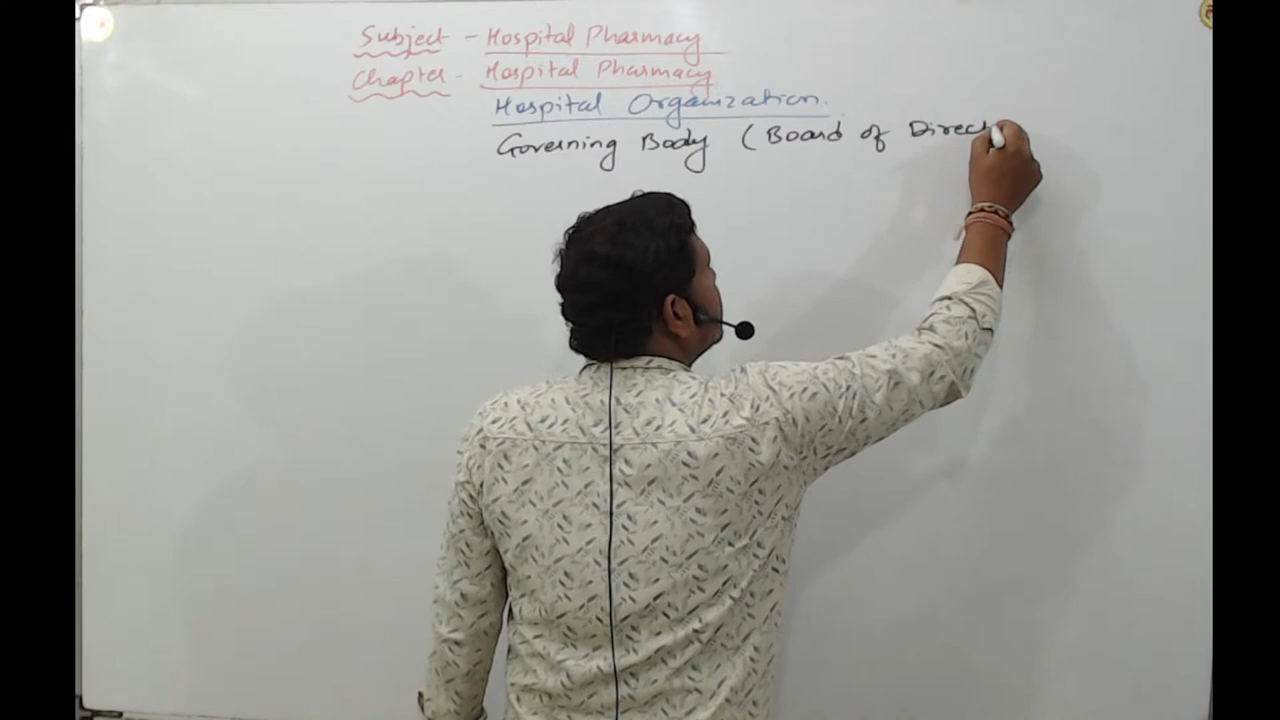 Subject - Hospital Pharmacy
Chapter - Hospital Pharmacy
Hospital Organization.
Governing Body (Board of Direct